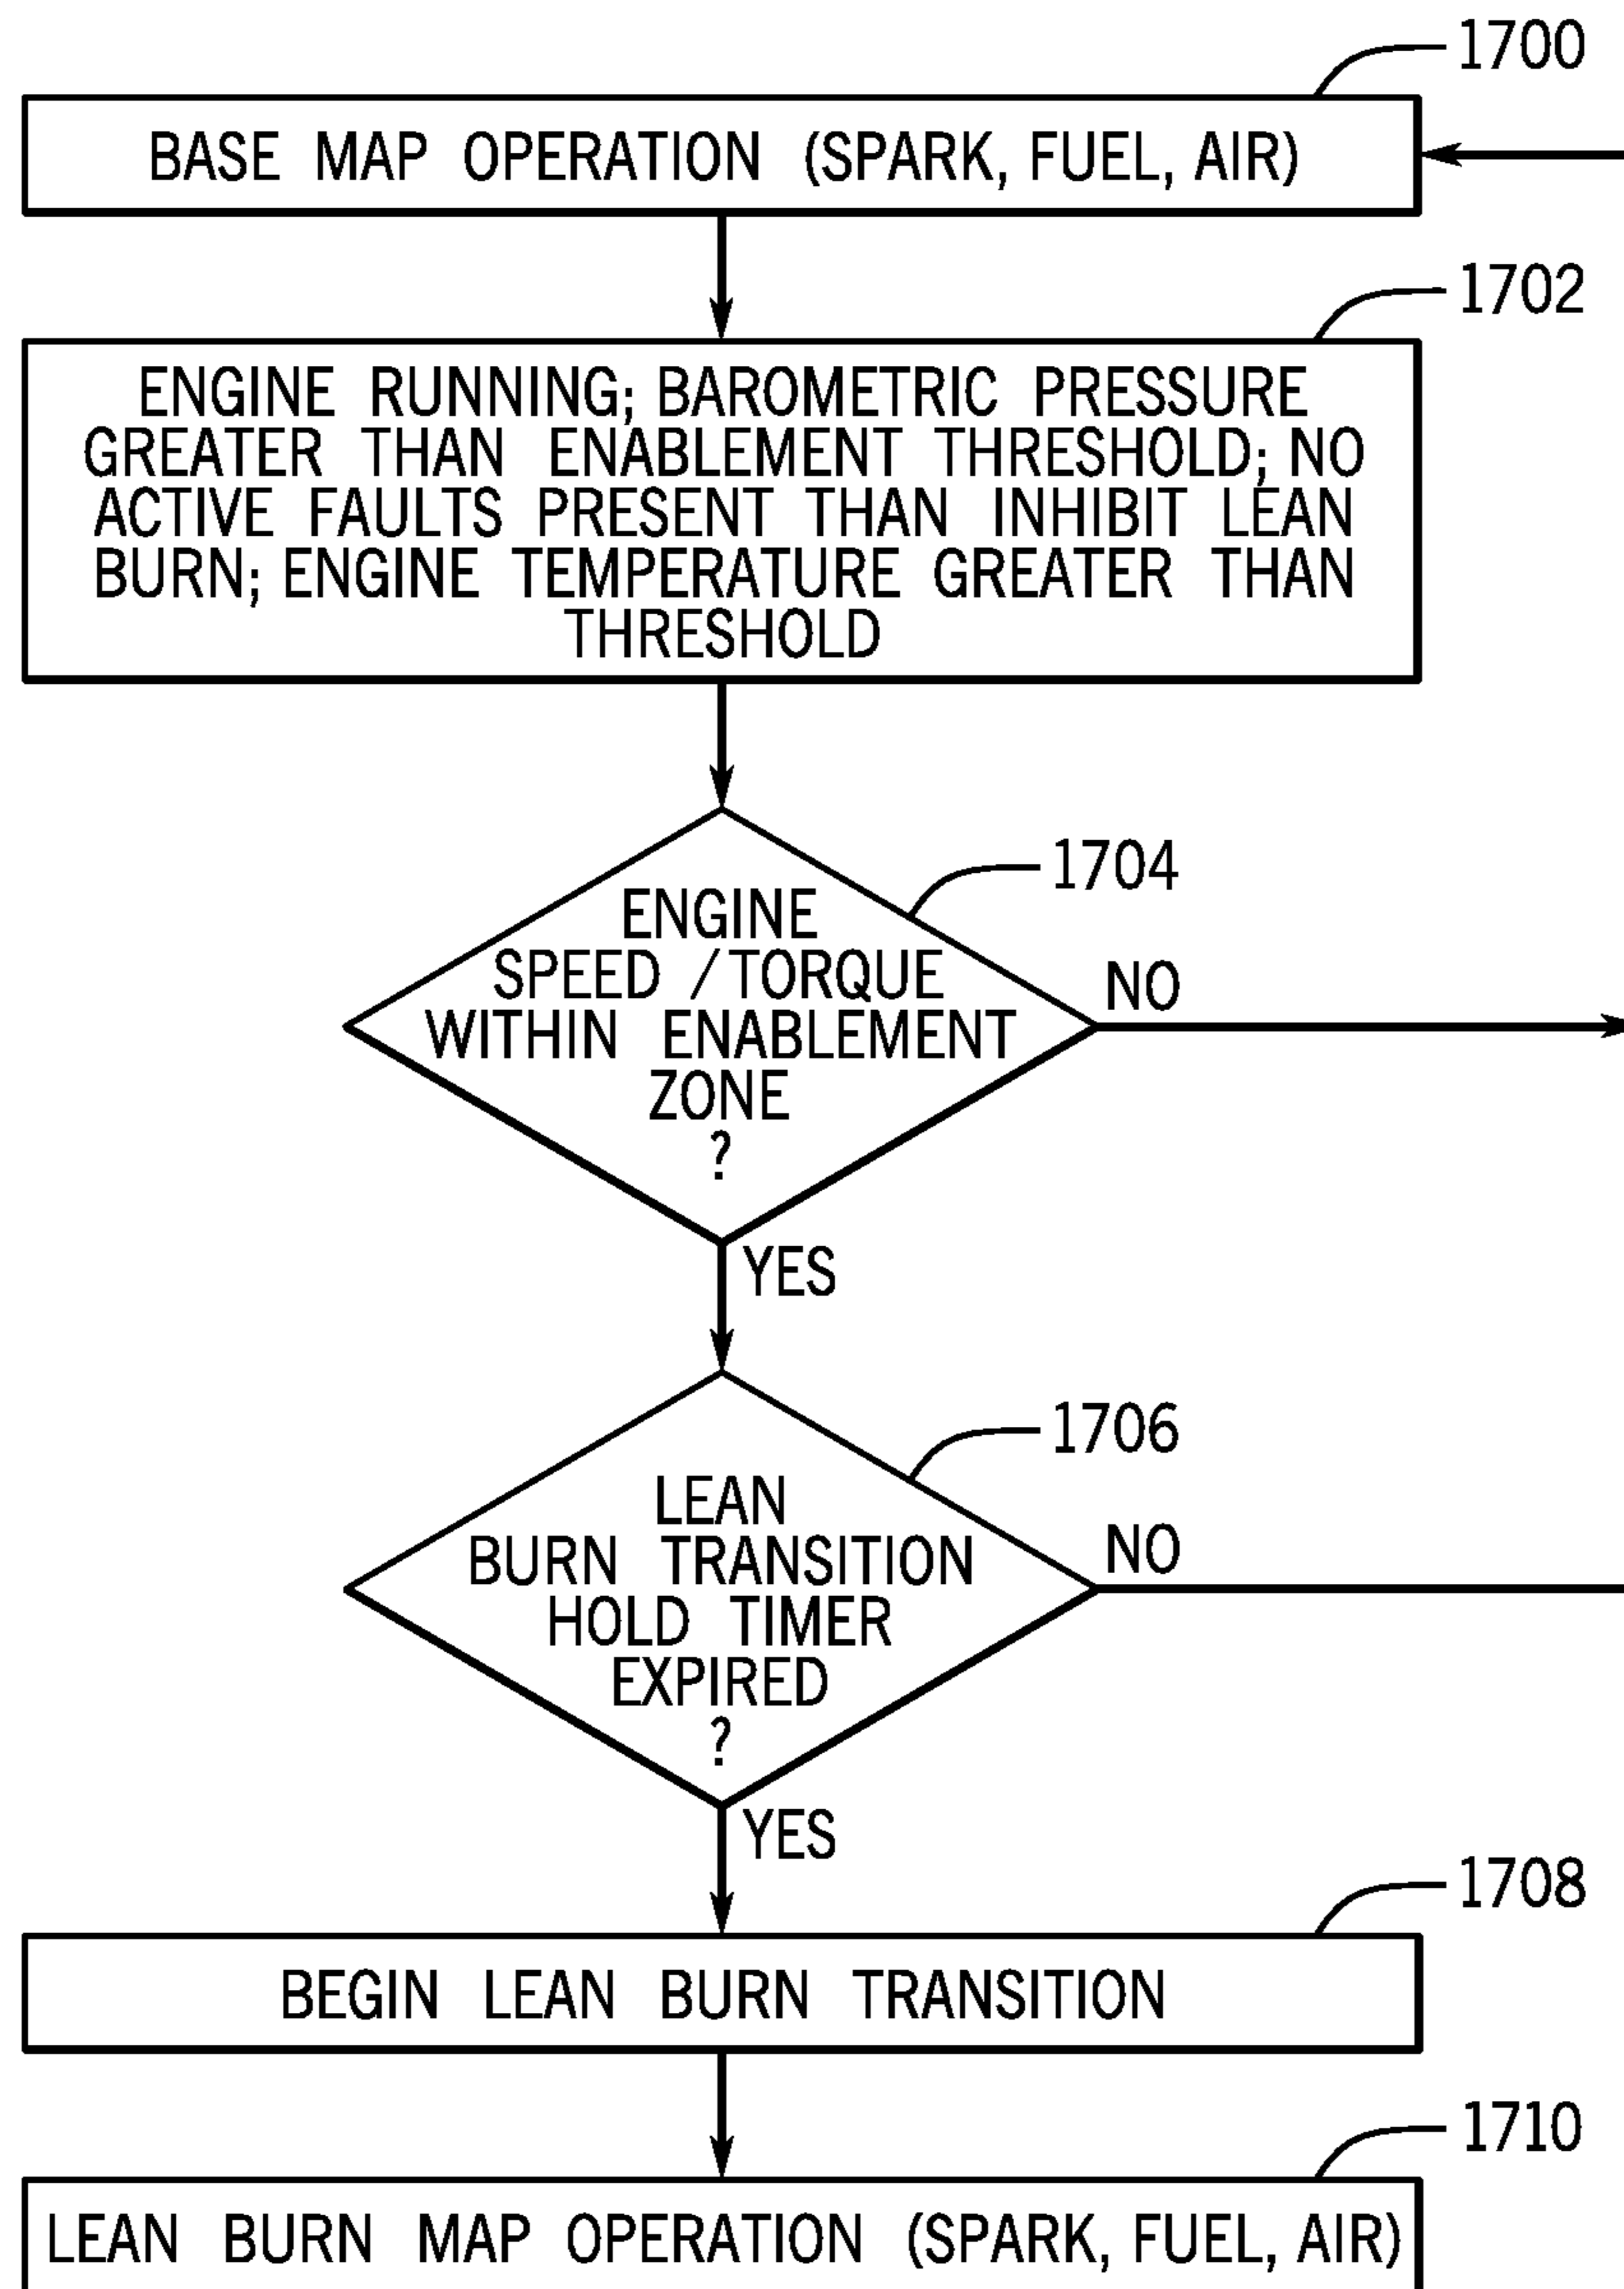 1700
BASE MAP OPERATION (SPARK, FUEL, AIR)
1702
ENGINE RUNNING; BAROMETRIC PRESSURE
GREATER THAN ENABLEMENT THRESHOLD; NO
ACTIVE FAULTS PRESENT THAN INHIBIT LEAN
BURN; ENGINE TEMPERATURE GREATER THAN
THRESHOLD
1704
ENGINE
SPEED /TORQUE
WITHIN ENABLEMENT
ZONE
?
NO
YES
1706
LEAN
BURN TRANSITION
HOLD TIMER
EXPIRED
?
NO
YES
1708
BEGIN LEAN BURN TRANSITION
1710
LEAN BURN MAP OPERATION (SPARK, FUEL, AIR)